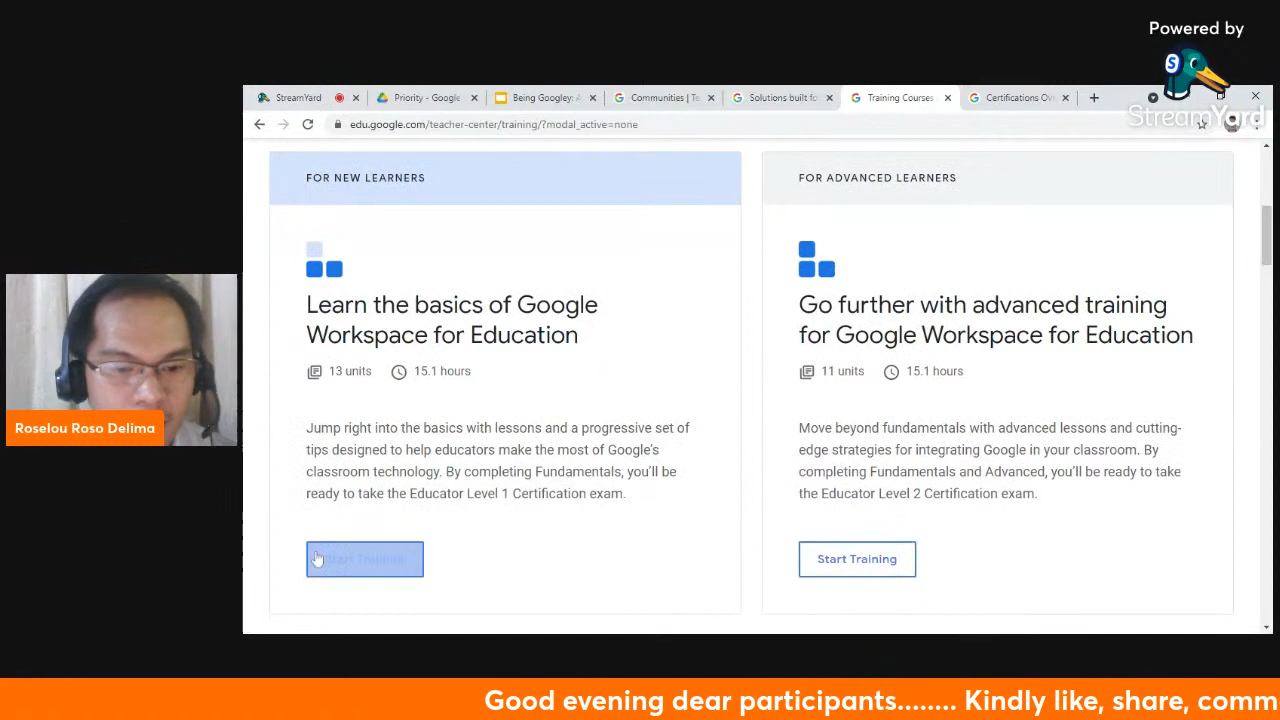 Powered by
S
StreamYard
StreamYard
Priority - Google
Being Googley: A
Communities | Te
Solutions built fo
Training Courses
Certifications Ov
edu.google.com/teacher-center/training/?modal_active=none
FOR NEW LEARNERS
Learn the basics of Google
Workspace for Education
13 units 15.1 hours
Jump right into the basics with lessons and a progressive set of
tips designed to help educators make the most of Google's
classroom technology. By completing Fundamentals, you'll be
ready to take the Educator Level 1 Certification exam.
Start Training
FOR ADVANCED LEARNERS
Go further with advanced training
for Google Workspace for Education
11 units 15.1 hours
Move beyond fundamentals with advanced lessons and cutting-
edge strategies for integrating Google in your classroom. By
completing Fundamentals and Advanced, you'll be ready to take
the Educator Level 2 Certification exam.
Start Training
Roselou Roso Delima
Good evening dear participants........ Kindly like, share, comm